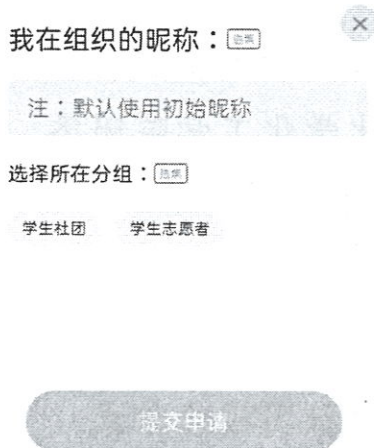 我在组织的昵称：
注：默认使用初始昵称
选择所在分组：
学生社团 学生志愿者
提交申请